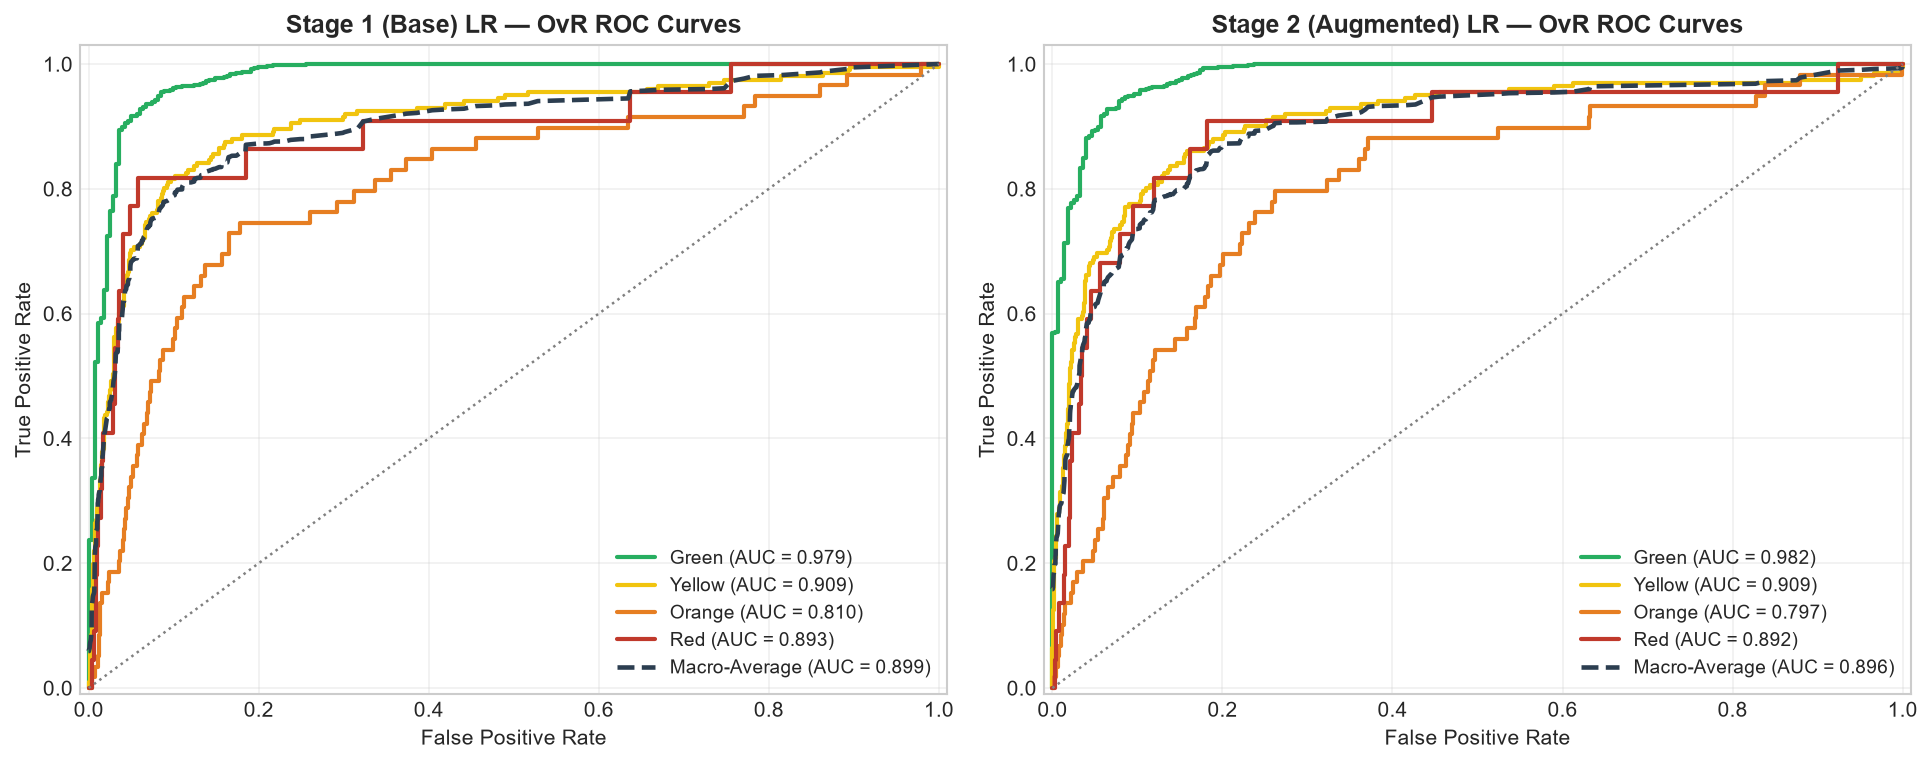 Stage 1 (Base) LR — OvR ROC Curves
True Positive Rate
1.0
0.8
0.6
0.4
0.2
0.0
Green (AUC = 0.979)
Yellow (AUC = 0.909)
Orange (AUC = 0.810)
Red (AUC = 0.893)
Macro-Average (AUC = 0.899)
0.0 0.2 0.4 0.6 0.8 1.0
False Positive Rate
Stage 2 (Augmented) LR — OvR ROC Curves
True Positive Rate
1.0
0.8
0.6
0.4
0.2
0.0
Green (AUC = 0.982)
Yellow (AUC = 0.909)
Orange (AUC = 0.797)
Red (AUC = 0.892)
Macro-Average (AUC = 0.896)
0.0 0.2 0.4 0.6 0.8 1.0
False Positive Rate